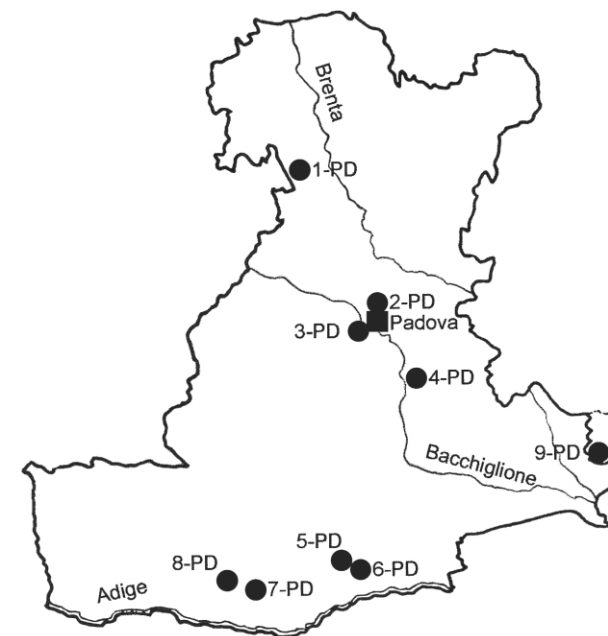 Brenta
1-PD
2-PD
Padova
3-PD
4-PD
9-PD
Bacchiglione
5-PD
6-PD
8-PD
7-PD
Adige